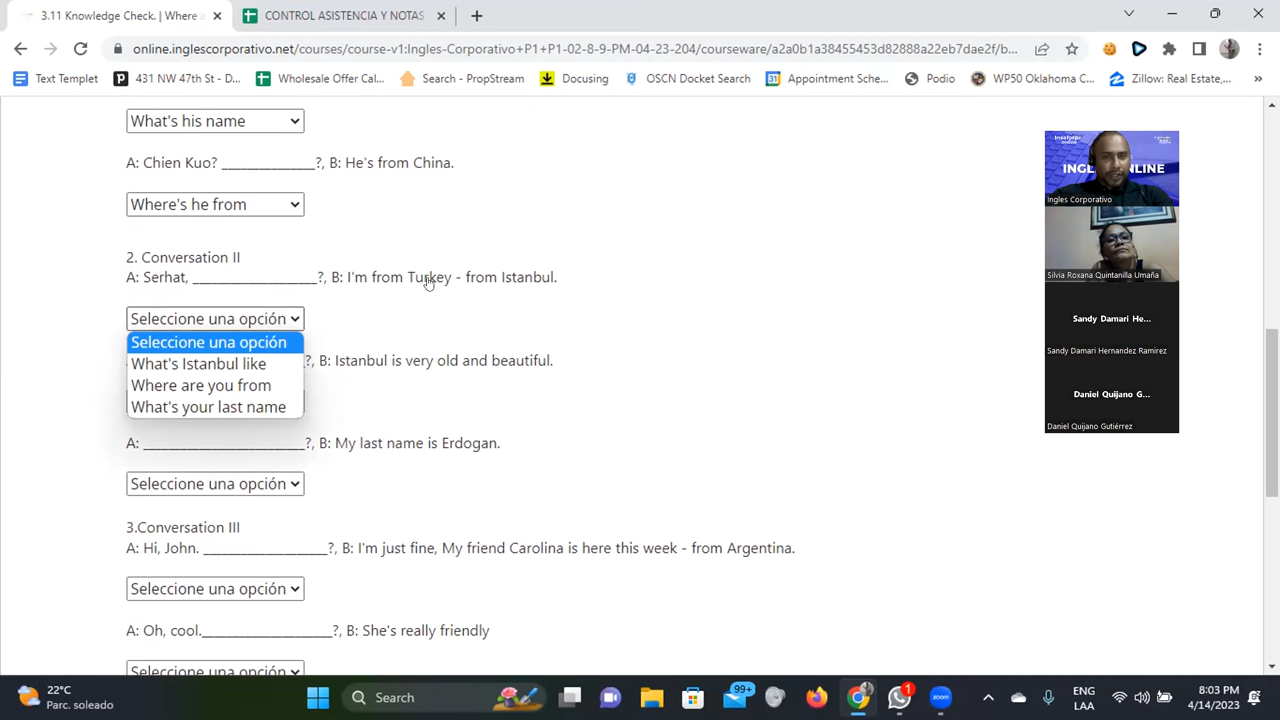 3.11 Knowledge Check. | Where a
CONTROL ASISTENCIA Y NOTAS
online.inglescorporativo.net/courses/course-v1:Ingles-Corporativo+P1+P1-02-8-9-PM-04-23-204/courseware/a2a0b1a38455453d82888a22eb7dae2f/b...
Text Templet
431 NW 47th St - D...
Wholesale Offer Cal...
Search - PropStream
Docusing
OSCN Docket Search
Appointment Sche...
Podio
WP50 Oklahoma C...
Zillow: Real Estate,...
»
What's his name
A: Chien Kuo? ______________?, B: He's from China.
Where's he from
2. Conversation II
A: Serhat, ___________________?, B: I'm from Turkey - from Istanbul.
Seleccione una opción
Seleccione una opción
What's Istanbul like
Where are you from
What's your last name
?, B: Istanbul is very old and beautiful.
A: _________________________?, B: My last name is Erdogan.
Seleccione una opción
3.Conversation III
A: Hi, John. ___________________?, B: I'm just fine, My friend Carolina is here this week - from Argentina.
Seleccione una opción
A: Oh, cool.____________________?, B: She's really friendly
Seleccione una opción
INGL
NLINE
Ingles Corporativo
Silvia Roxana Quintanilla Umaña
Sandy Damari He...
Sandy Damari Hernandez Ramirez
Daniel Quijano G...
Daniel Quijano Gutiérrez
22°C
Parc. soleado
Search
99+
1
ENG
LAA
8:03 PM
4/14/2023